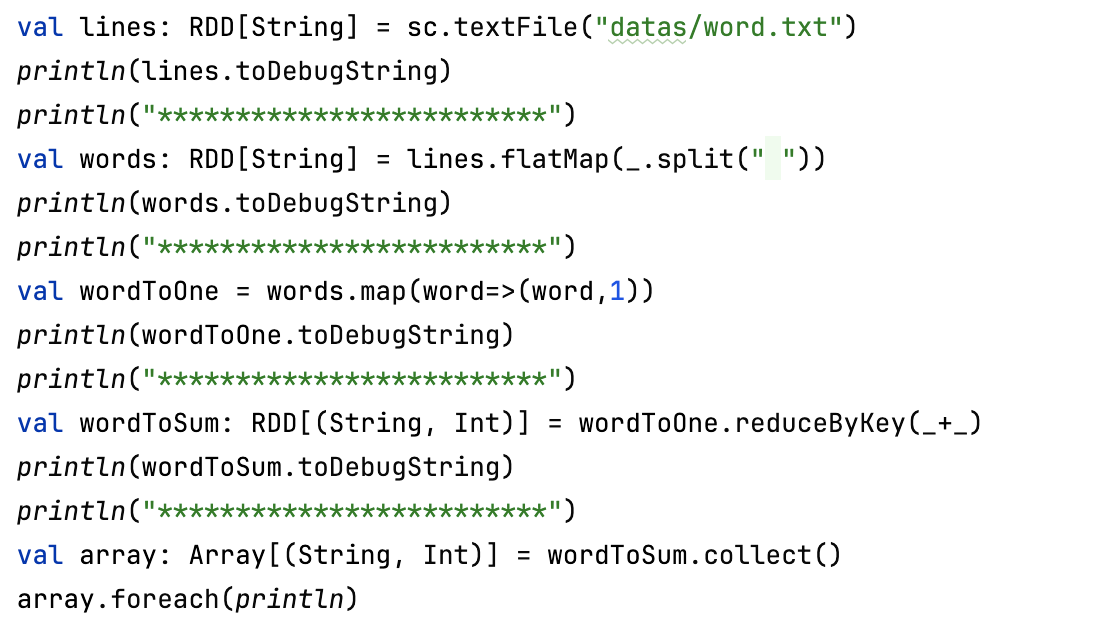 val lines: RDD[String] = sc.textFile("datas/word.txt")
println(lines.toDebugString)
println("*************************")
val words: RDD[String] = lines.flatMap(_.split(" "))
println(words.toDebugString)
println("*************************")
val wordToOne = words.map(word=>(word,1))
println(wordToOne.toDebugString)
println("*************************")
val wordToSum: RDD[(String, Int)] = wordToOne.reduceByKey(_+_)
println(wordToSum.toDebugString)
println("*************************")
val array: Array[(String, Int)] = wordToSum.collect()
array.foreach(println)